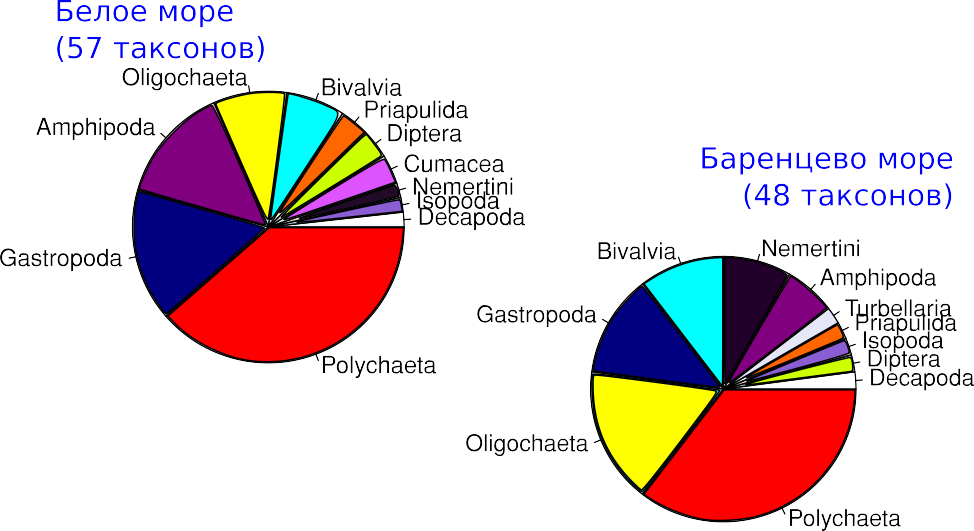 Белое море
(57 таксонов)
Oligochaeta
Bivalvia
Priapulida
Amphipoda
Diptera
Cumacea
Nemertini
Isopoda
Decapoda
Gastropoda
Polychaeta
Баренцево море
(48 таксонов)
Bivalvia
Nemertini
Amphipoda
Turbellaria
Gastropoda
Priapulida
Isopoda
Diptera
Decapoda
Oligochaeta
Polychaeta